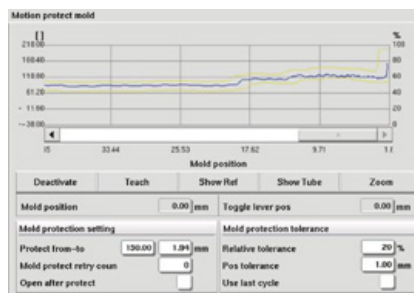 Motion protect mold
[] %
210.00 100
160.40 80
110.80 60
61.20 40
- 11.60 20
-38.00 0
33.44 25.53 17.62 9.71
Mold position
Deactivate Teach Show Ref Show Tube Zoom
Mold position 0.00 mm Toggle lever pos 0.00 mm
Mold protection setting Mold protection tolerance
Protect from-to 150.00 1.94 mm Relative tolerance 20 %
Mold protect retry coun 0 Pos tolerance 1.00 mm
Open after protect Use last cycle